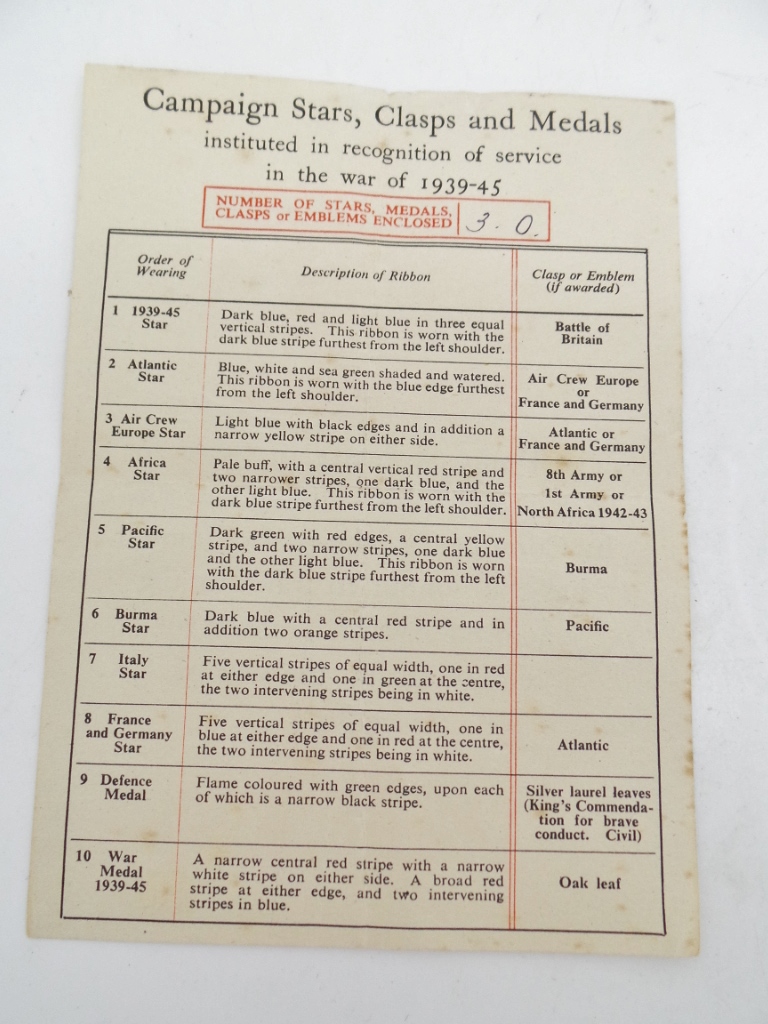 Campaign Stars, Clasps and Medals
instituted in recognition of service
in the war of 1939-45
NUMBER OF STARS, MEDALS,
CLASPS or EMBLEMS ENCLOSED
3. 0.
Order of
Wearing
Description of Ribbon
Clasp or Emblem
(if awarded)
1 1939-45
Star
Dark blue, red and light blue in three equal
vertical stripes. This ribbon is worn with the
dark blue stripe furthest from the left shoulder.
Battle of
Britain
2 Atlantic
Star
Blue, white and sea green shaded and watered.
This ribbon is worn with the blue edge furthest
from the left shoulder.
Air Crew Europe
or
France and Germany
3 Air Crew
Europe Star
Light blue with black edges and in addition a
narrow yellow stripe on either side.
Atlantic or
France and Germany
4 Africa
Star
Pale buff, with a central vertical red stripe and
two narrower stripes, one dark blue, and the
other light blue. This ribbon is worn with the
dark blue stripe furthest from the left shoulder.
8th Army or
1st Army or
North Africa 1942-43
5 Pacific
Star
Dark green with red edges, a central yellow
stripe, and two narrow stripes, one dark blue
and the other light blue. This ribbon is worn
with the dark blue stripe furthest from the left
shoulder.
Burma
6 Burma
Star
Dark blue with a central red stripe and in
addition two orange stripes.
Pacific
7 Italy
Star
Five vertical stripes of equal width, one in red
at either edge and one in green at the centre,
the two intervening stripes being in white.
8 France
and Germany
Star
Five vertical stripes of equal width, one in
blue at either edge and one in red at the centre,
the two intervening stripes being in white.
Atlantic
9 Defence
Medal
Flame coloured with green edges, upon each
of which is a narrow black stripe.
Silver laurel leaves
(King's Commenda-
tion for brave
conduct. Civil)
10 War
Medal
1939-45
A narrow central red stripe with a narrow
white stripe on either side. A broad red
stripe at either edge, and two intervening
stripes in blue.
Oak leaf